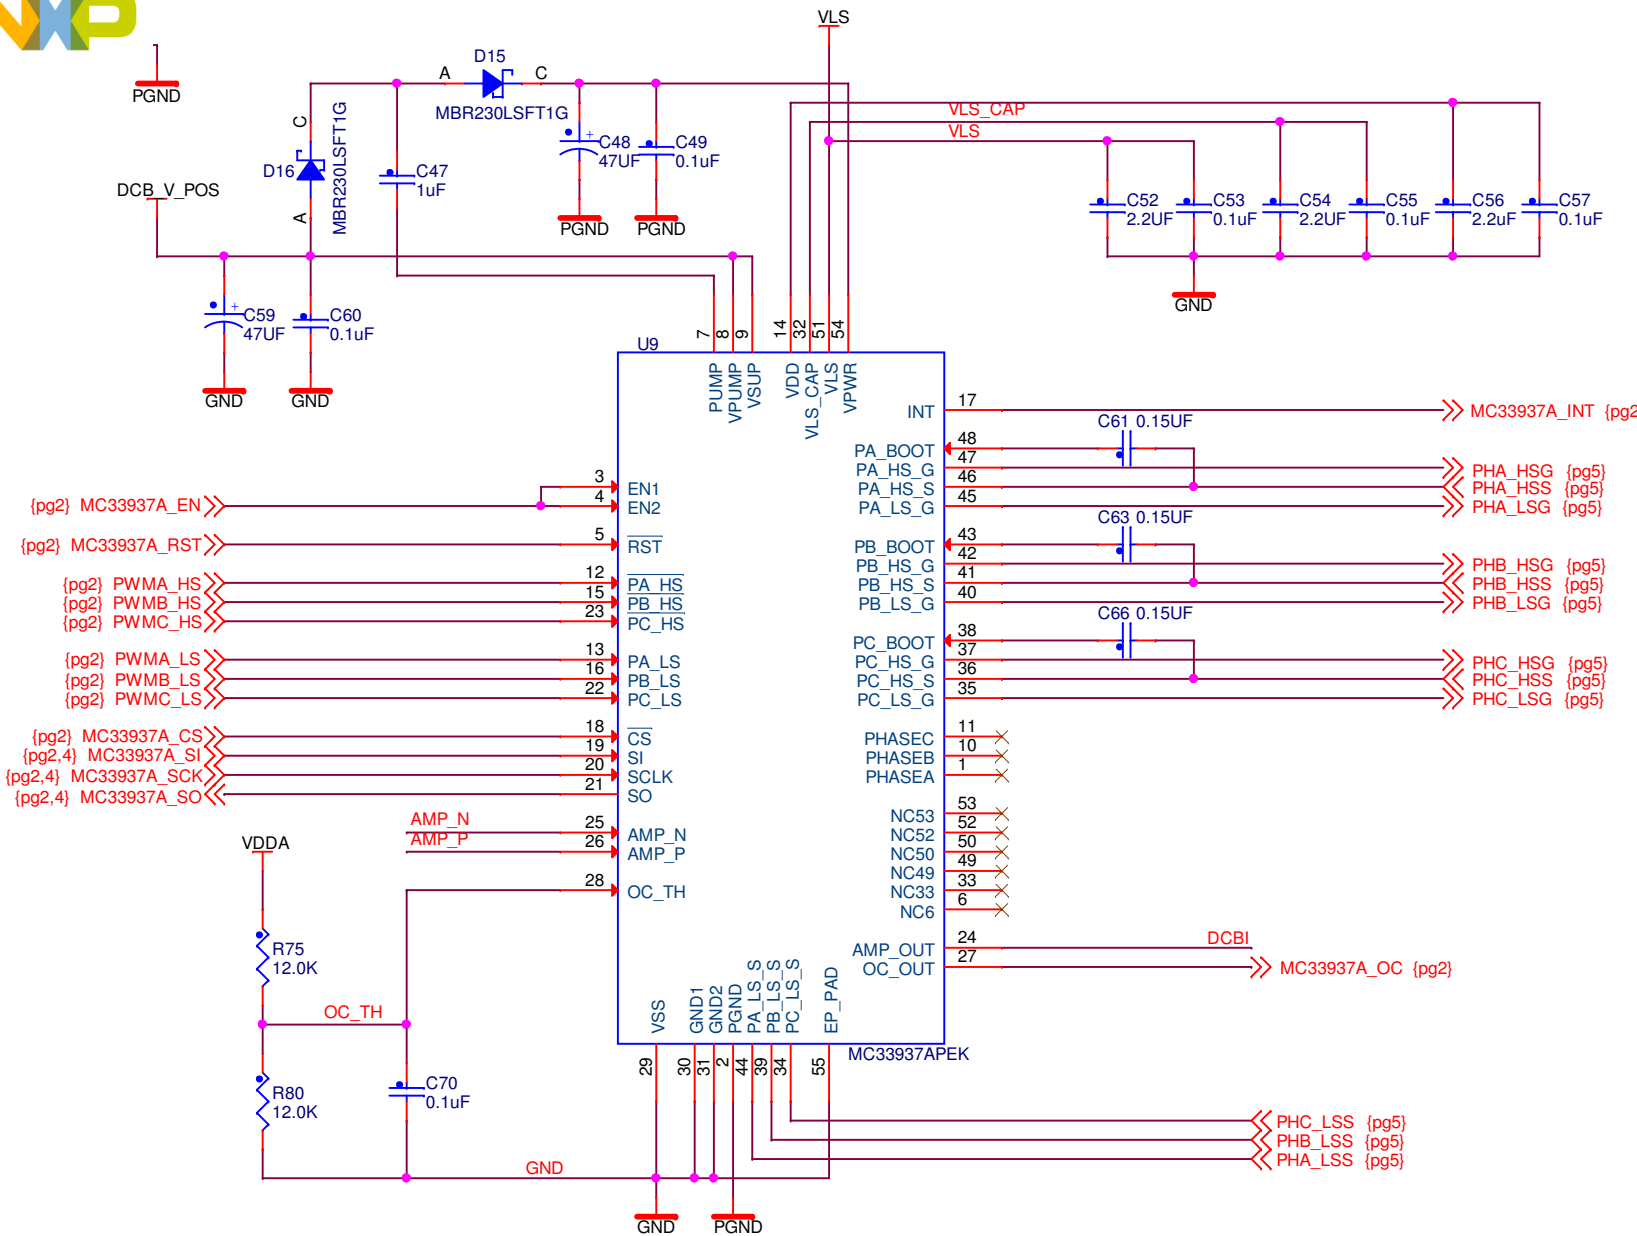 NXP
VLS
PGND
D15
A
C
MBR230LSFT1G
C
D16
A
MBR230LSFT1G
DCB_V_POS
C47
1uF
C48
47UF
+
C49
0.1uF
PGND
PGND
VLS_CAP
VLS
C52
2.2UF
C53
0.1uF
C54
2.2UF
C55
0.1uF
C56
2.2uF
C57
0.1uF
GND
C59
47UF
+
C60
0.1uF
GND
GND
7
8
9
14
32
51
54
U9
PUMP
VPUMP
VSUP
VDD
VLS_CAP
VLS
VPWR
INT
17
MC33937A_INT {pg2
C61 0.15UF
PA_BOOT
48
PA_HS_G
47
PHA_HSG {pg5}
PA_HS_S
46
PHA_HSS {pg5}
PA_LS_G
45
PHA_LSG {pg5}
C63 0.15UF
PB_BOOT
43
PB_HS_G
42
PHB_HSG {pg5}
PB_HS_S
41
PHB_HSS {pg5}
PB_LS_G
40
PHB_LSG {pg5}
C66 0.15UF
PC_BOOT
38
PC_HS_G
37
PHC_HSG {pg5}
PC_HS_S
36
PHC_HSS {pg5}
PC_LS_G
35
PHC_LSG {pg5}
3
EN1
{pg2} MC33937A_EN
4
EN2
{pg2} MC33937A_RST
5
RST
{pg2} PWMA_HS
12
PA_HS
{pg2} PWMB_HS
15
PB_HS
{pg2} PWMC_HS
23
PC_HS
{pg2} PWMA_LS
13
PA_LS
{pg2} PWMB_LS
16
PB_LS
{pg2} PWMC_LS
22
PC_LS
{pg2} MC33937A_CS
18
CS
{pg2,4} MC33937A_SI
19
SI
{pg2,4} MC33937A_SCK
20
SCLK
{pg2,4} MC33937A_SO
21
SO
PHASEC
11
PHASEB
10
PHASEA
1
NC53
53
NC52
52
NC50
50
NC49
49
NC33
33
NC6
6
AMP_N
25
AMP_N
AMP_P
26
AMP_P
28
OC_TH
VDDA
R75
12.0K
OC_TH
R80
12.0K
C70
0.1uF
AMP_OUT
24
DCBI
OC_OUT
27
MC33937A_OC {pg2}
VSS
GND1
GND2
PGND
PA_LS_S
PB_LS_S
PC_LS_S
EP_PAD
MC33937APEK
29
30
31
2
44
39
34
55
PHC_LSS {pg5}
PHB_LSS {pg5}
PHA_LSS {pg5}
GND
GND
PGND